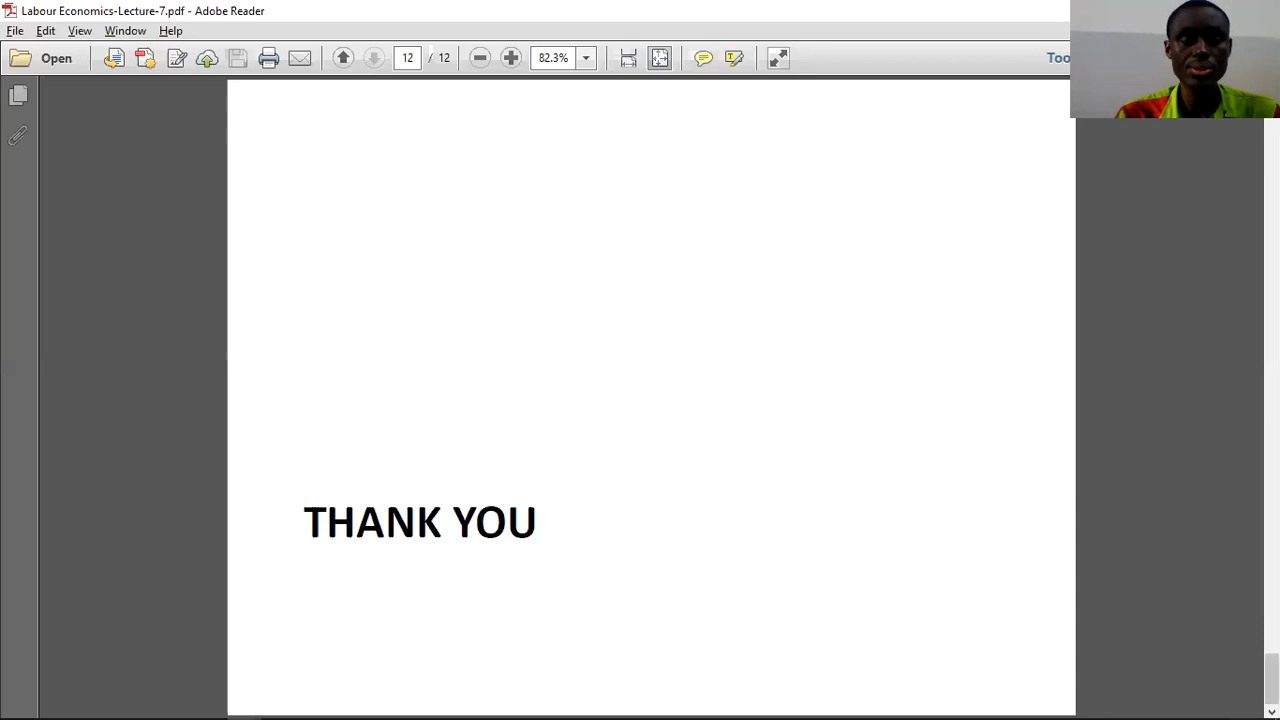 Labour Economics-Lecture-7.pdf - Adobe Reader
File Edit View Window Help
Open 12 / 12 82.3% Too
THANK YOU